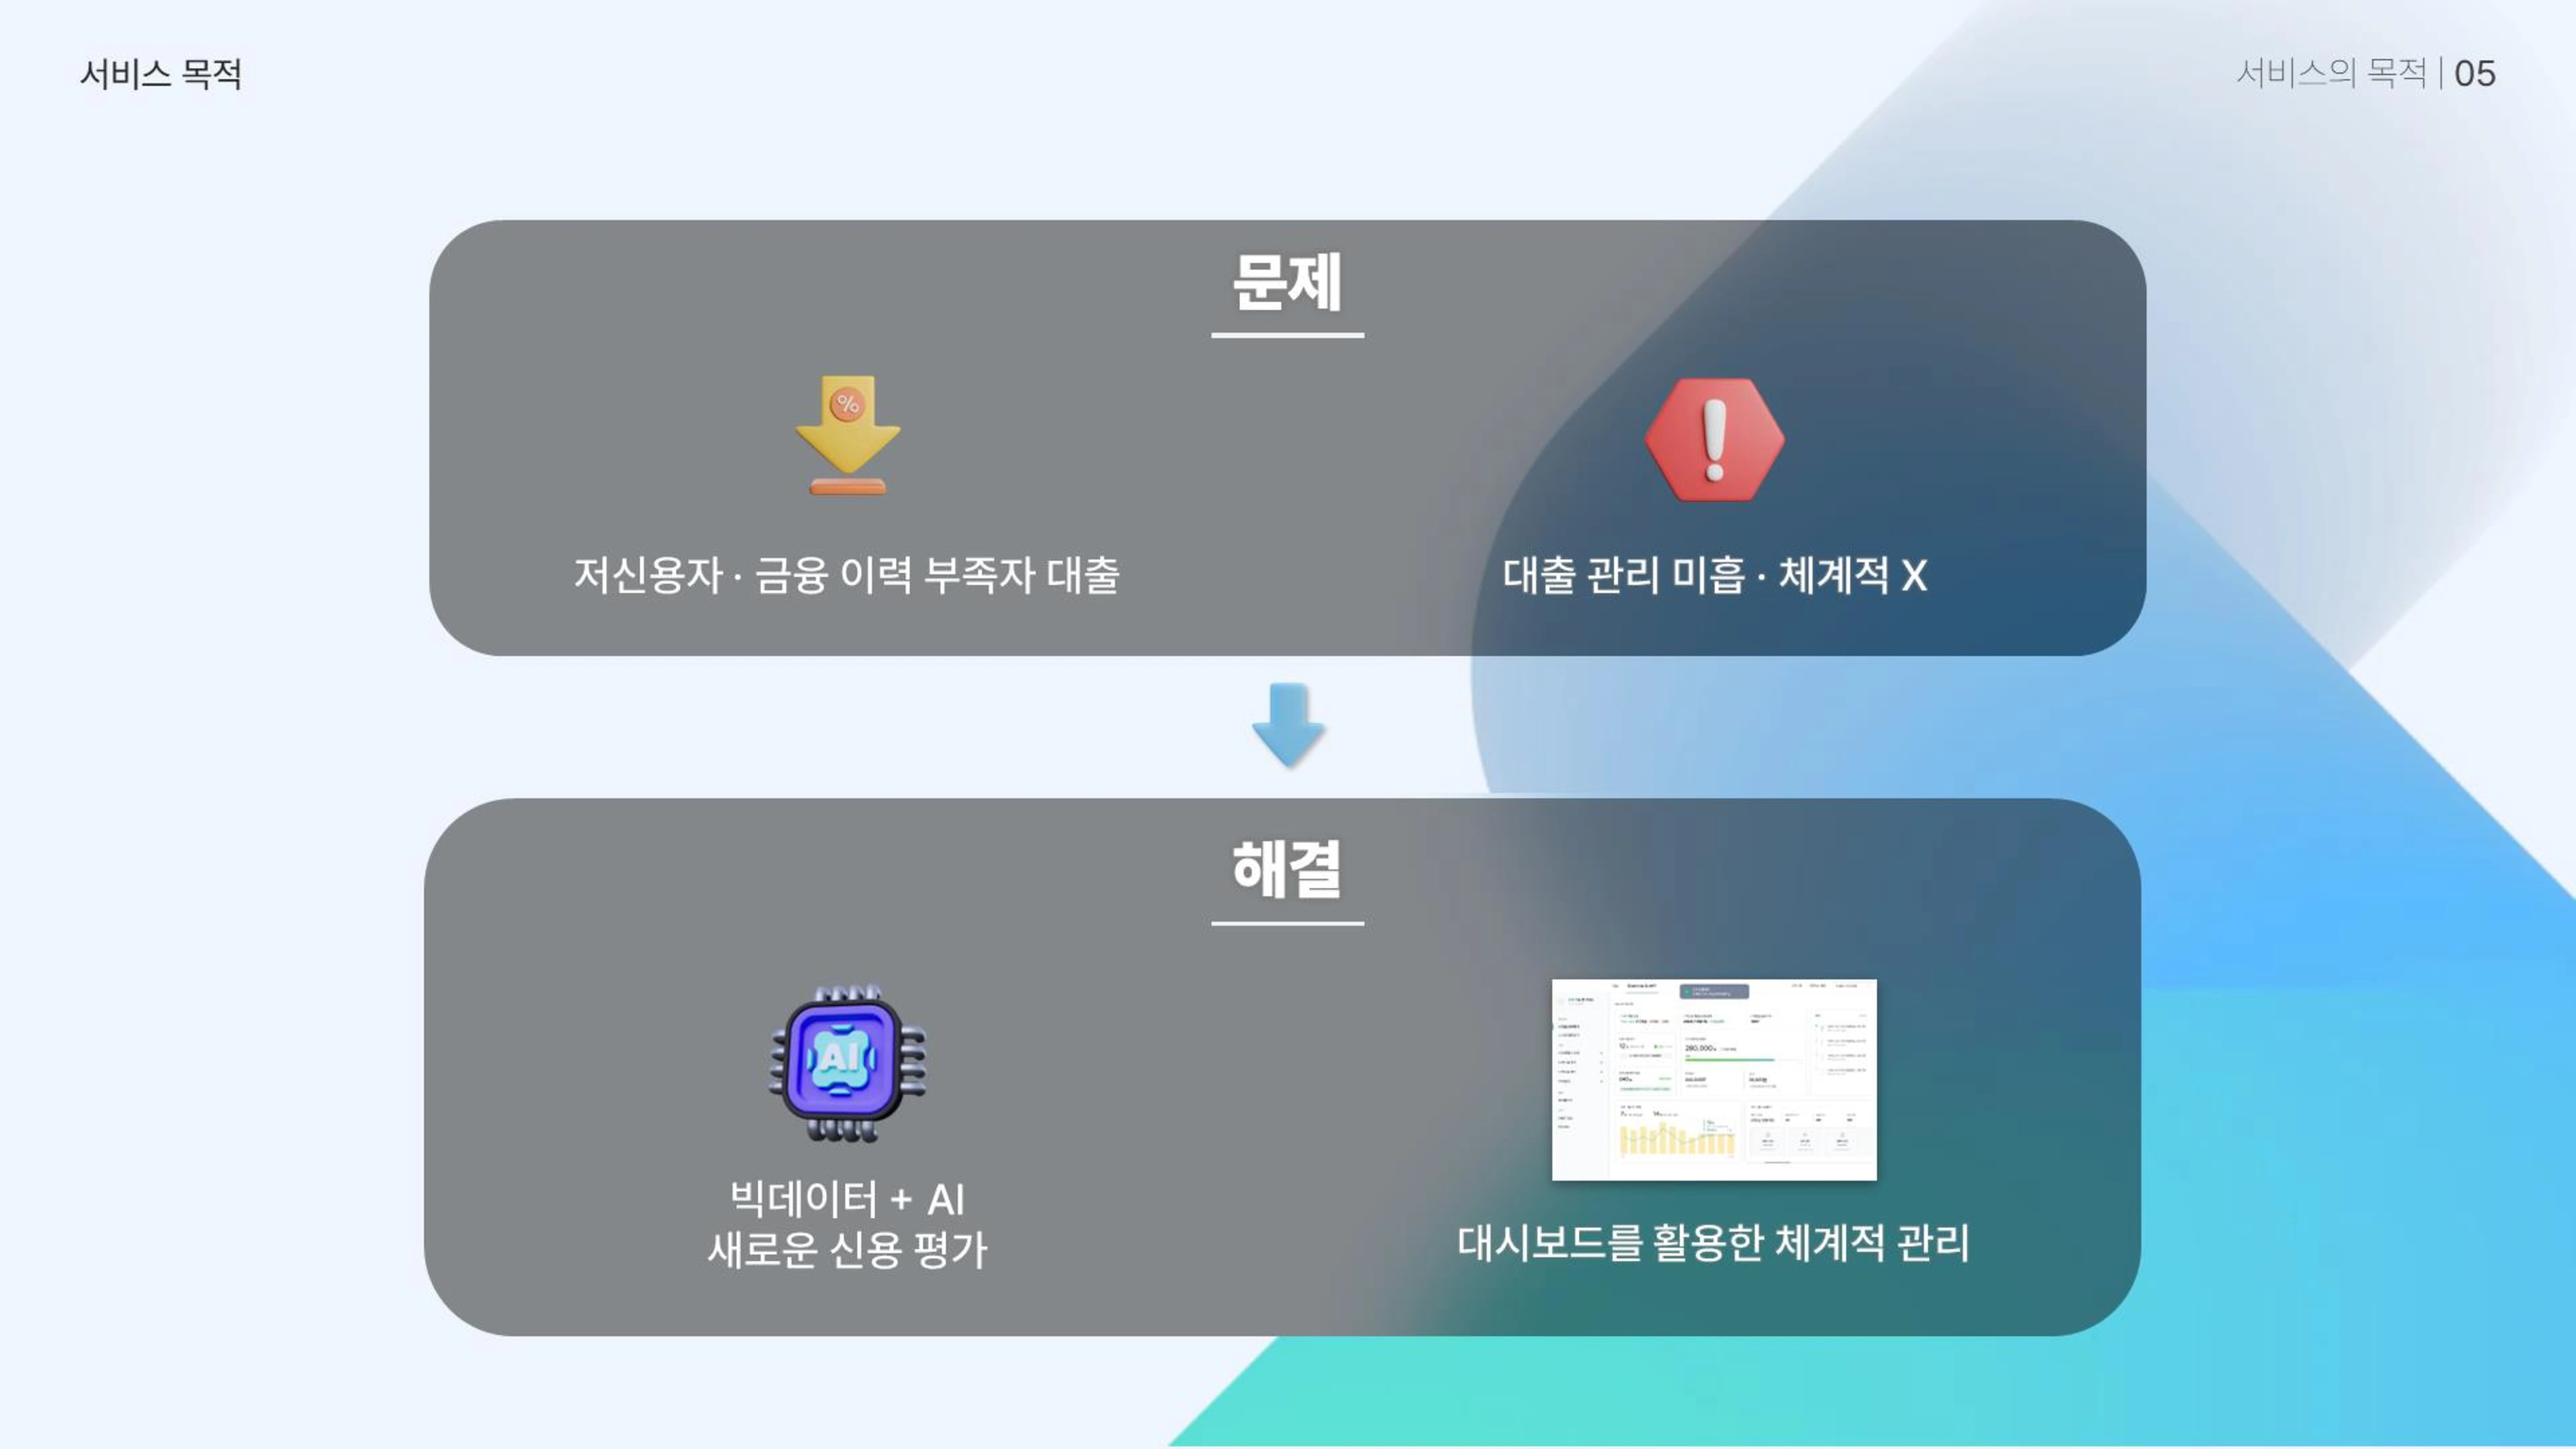 서비스 목적
서비스의 목적 | 05
문제
%
저신용자 · 금융 이력 부족자 대출
대출 관리 미흡 · 체계적 X
해결
AI
280,000
빅데이터 + AI
새로운 신용 평가
대시보드를 활용한 체계적 관리